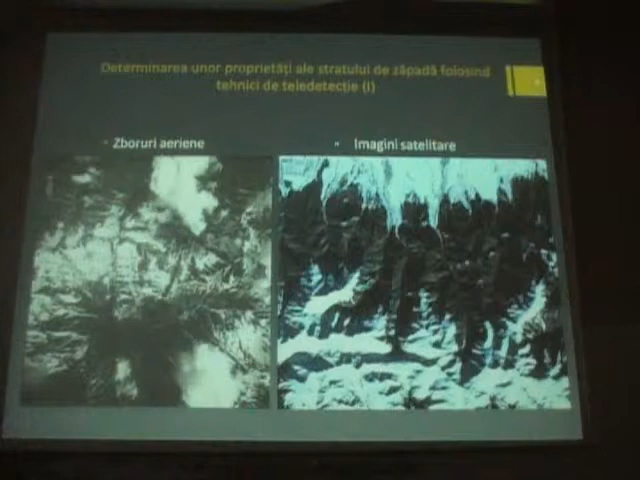 Determinarea unor proprietăți ale stratului de zăpadă folosind
tehnici de teledetecție (I)
Zboruri aeriene
Imagini satelitare